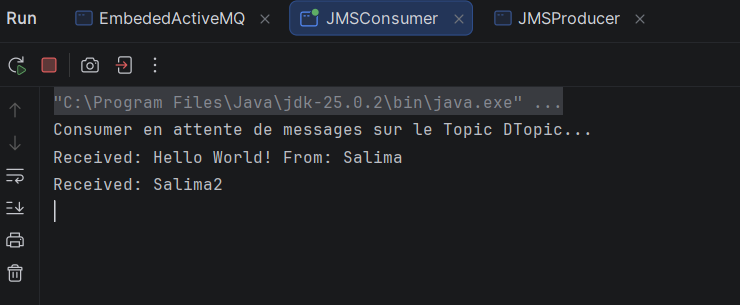 Run EmbededActiveMQ JMSConsumer JMSProducer
"C:\Program Files\Java\jdk-25.0.2\bin\java.exe" ...
Consumer en attente de messages sur le Topic DTopic...
Received: Hello World! From: Salima
Received: Salima2